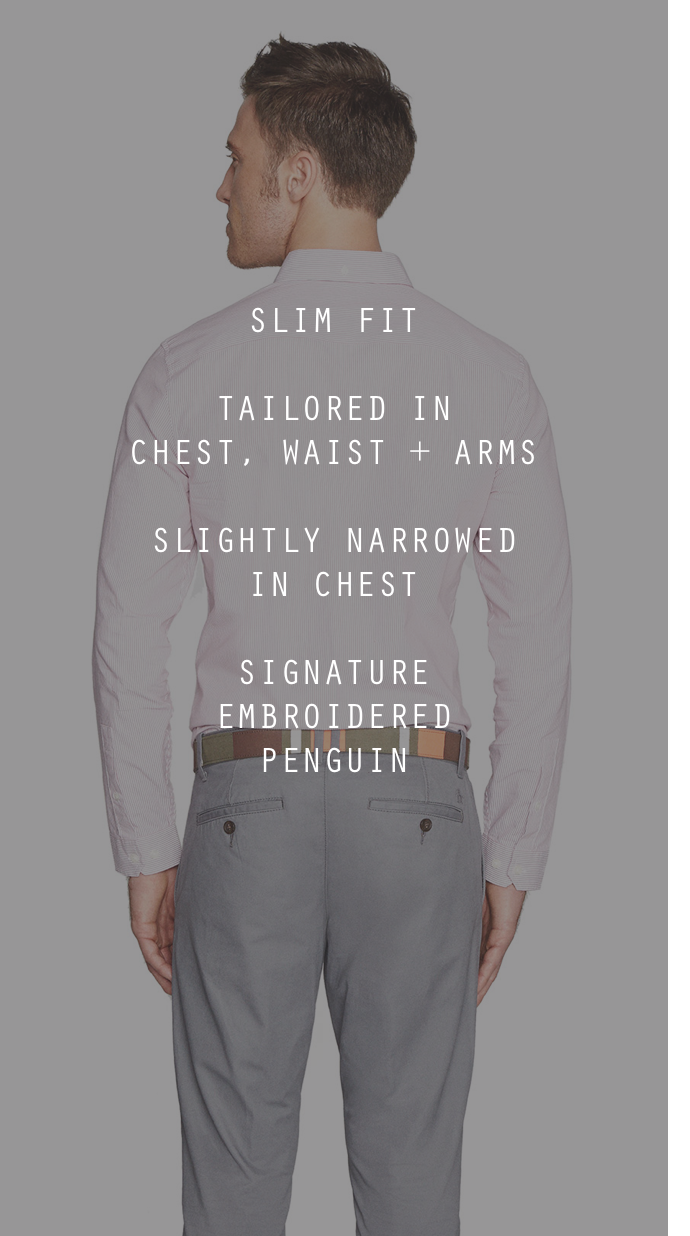 SLIM FIT
TAILORED IN
CHEST, WAIST + ARMS
SLIGHTLY NARROWED
IN CHEST
SIGNATURE
EMBROIDERED
PENGUIN